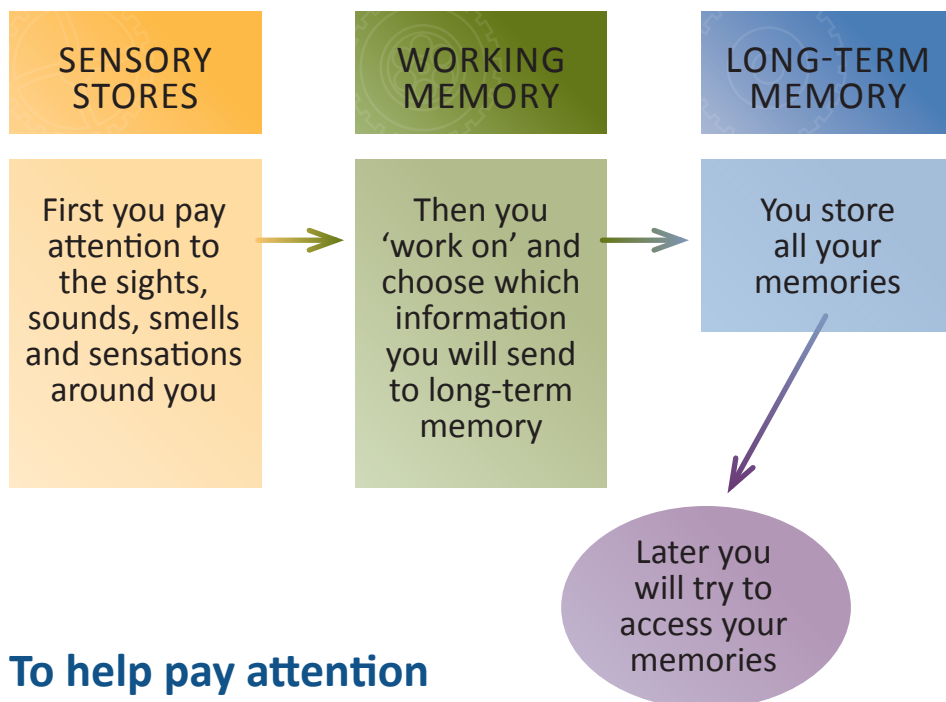 SENSORY
STORES
WORKING
MEMORY
LONG-TERM
MEMORY
First you pay
attention to
the sights,
sounds, smells
and sensations
around you
Then you
‘work on’ and
choose which
information
you will send
to long-term
memory
You store
all your
memories
Later you
will try to
access your
memories
To help pay attention